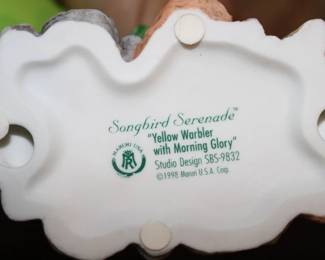 Songbird Serenade™
"Yellow Warbler
with Morning Glory"
Studio Design SBS-9832
©1998 Maruri U.S.A. Corp.
MARURI USA